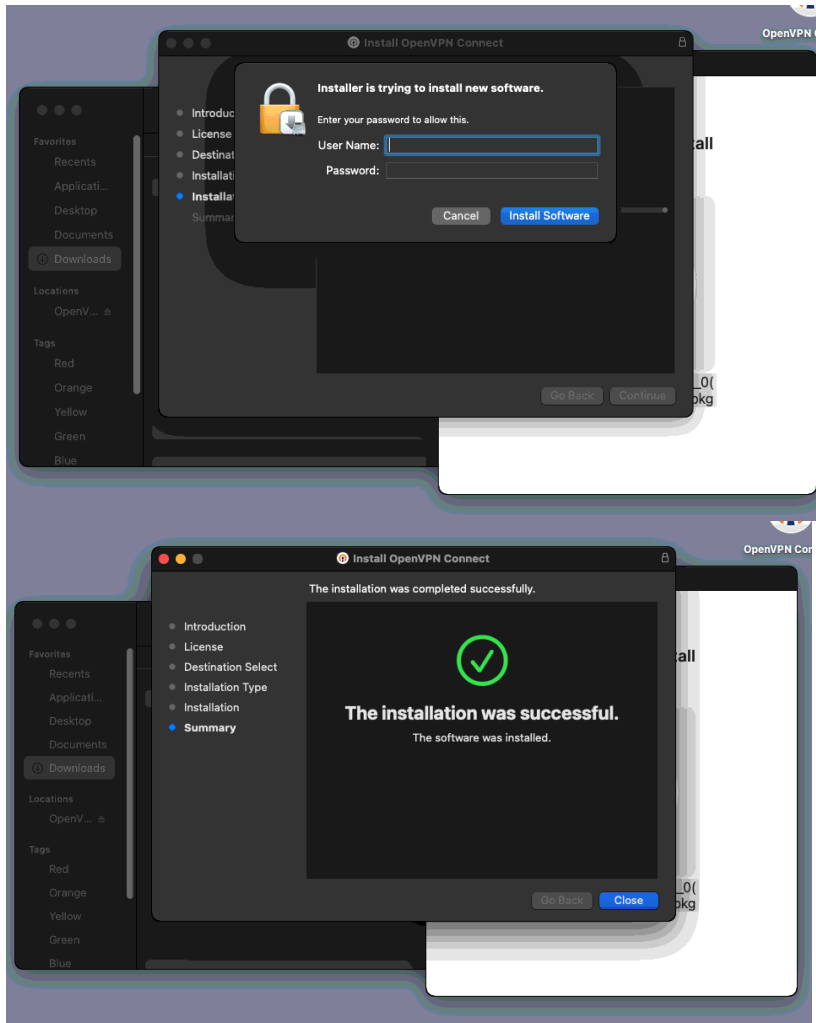 OpenVPN
Install OpenVPN Connect
Installer is trying to install new software.
Enter your password to allow this.
User Name:
Password:
Cancel
Install Software
Introduc
License
Destinat
Installati
Installa
Summar
Favorites
Recents
Applicati...
Desktop
Documents
Downloads
Locations
OpenV...
Tags
Red
Orange
Yellow
Green
Blue
all
_0(
pkg
Go Back
Continue
OpenVPN Con
Install OpenVPN Connect
The installation was completed successfully.
Introduction
License
Destination Select
Installation Type
Installation
Summary
The installation was successful.
The software was installed.
Favorites
Recents
Applicati...
Desktop
Documents
Downloads
Locations
OpenV...
Tags
Red
Orange
Yellow
Green
Blue
all
_0(
pkg
Go Back
Close